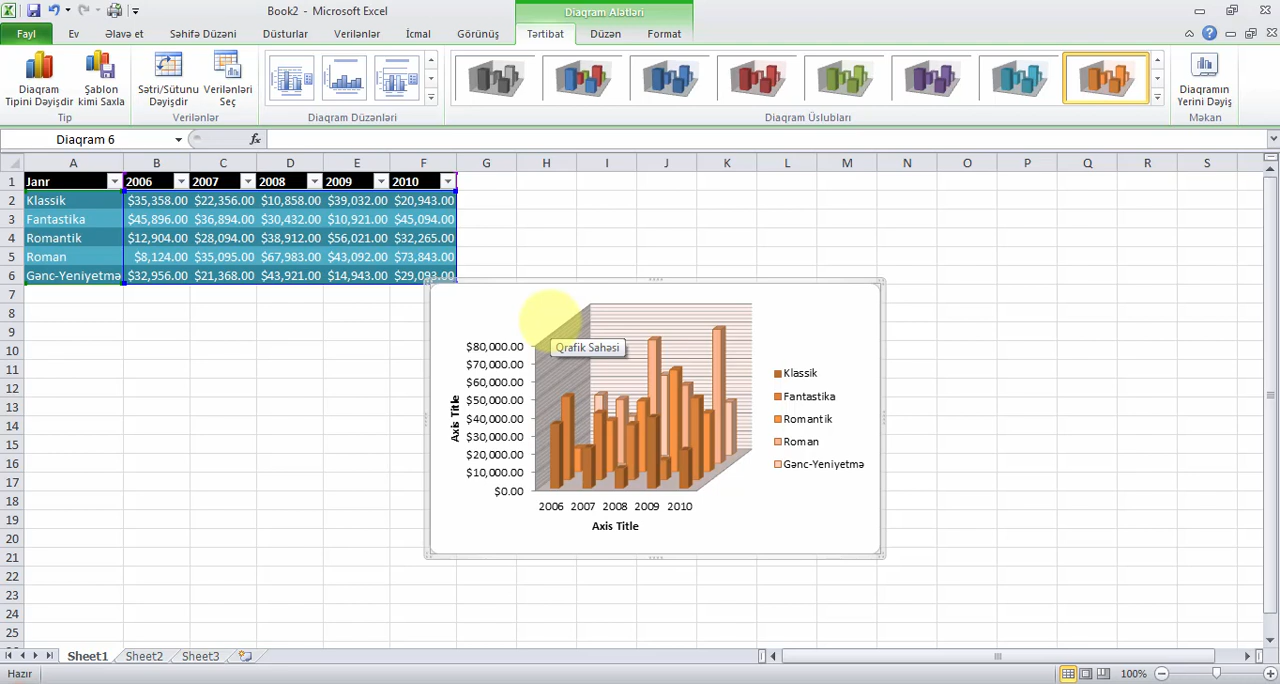 Book2 - Microsoft Excel
Diaqram Alətləri
Fayl Ev Əlavə et Səhifə Düzəni Düsturlar Verilənlər İcmal Görünüş Tərtibat Düzən Format
Diaqram Tipini Dəyişdir
Şablon kimi Saxla
Sətri/Sütunu Dəyişdir
Verilənləri Seç
Diaqramın Yerini Dəyiş
Tip Verilənlər Diaqram Düzənləri Diaqram Üslubları Məkan
Diaqram 6 fx
A B C D E F G H I J K L M N O P Q R S
1 Janr 2006 2007 2008 2009 2010
2 Klassik $35,358.00 $22,356.00 $10,858.00 $39,032.00 $20,943.00
3 Fantastika $45,896.00 $36,894.00 $30,432.00 $10,921.00 $45,094.00
4 Romantik $12,904.00 $28,094.00 $38,912.00 $56,021.00 $32,265.00
5 Roman $8,124.00 $35,095.00 $67,983.00 $43,092.00 $73,843.00
6 Gənc-Yeniyetmə $32,956.00 $21,368.00 $43,921.00 $14,943.00 $29,093.00
7
8
9
10
11
12
13
14
15
16
17
18
19
20
21
22
23
24
25
Qrafik Sahəsi
$80,000.00
$70,000.00
$60,000.00
$50,000.00
$40,000.00
$30,000.00
$20,000.00
$10,000.00
$0.00
Axis Title
2006 2007 2008 2009 2010
Axis Title
Klassik
Fantastika
Romantik
Roman
Gənc-Yeniyetmə
Sheet1 Sheet2 Sheet3
Hazır 100%